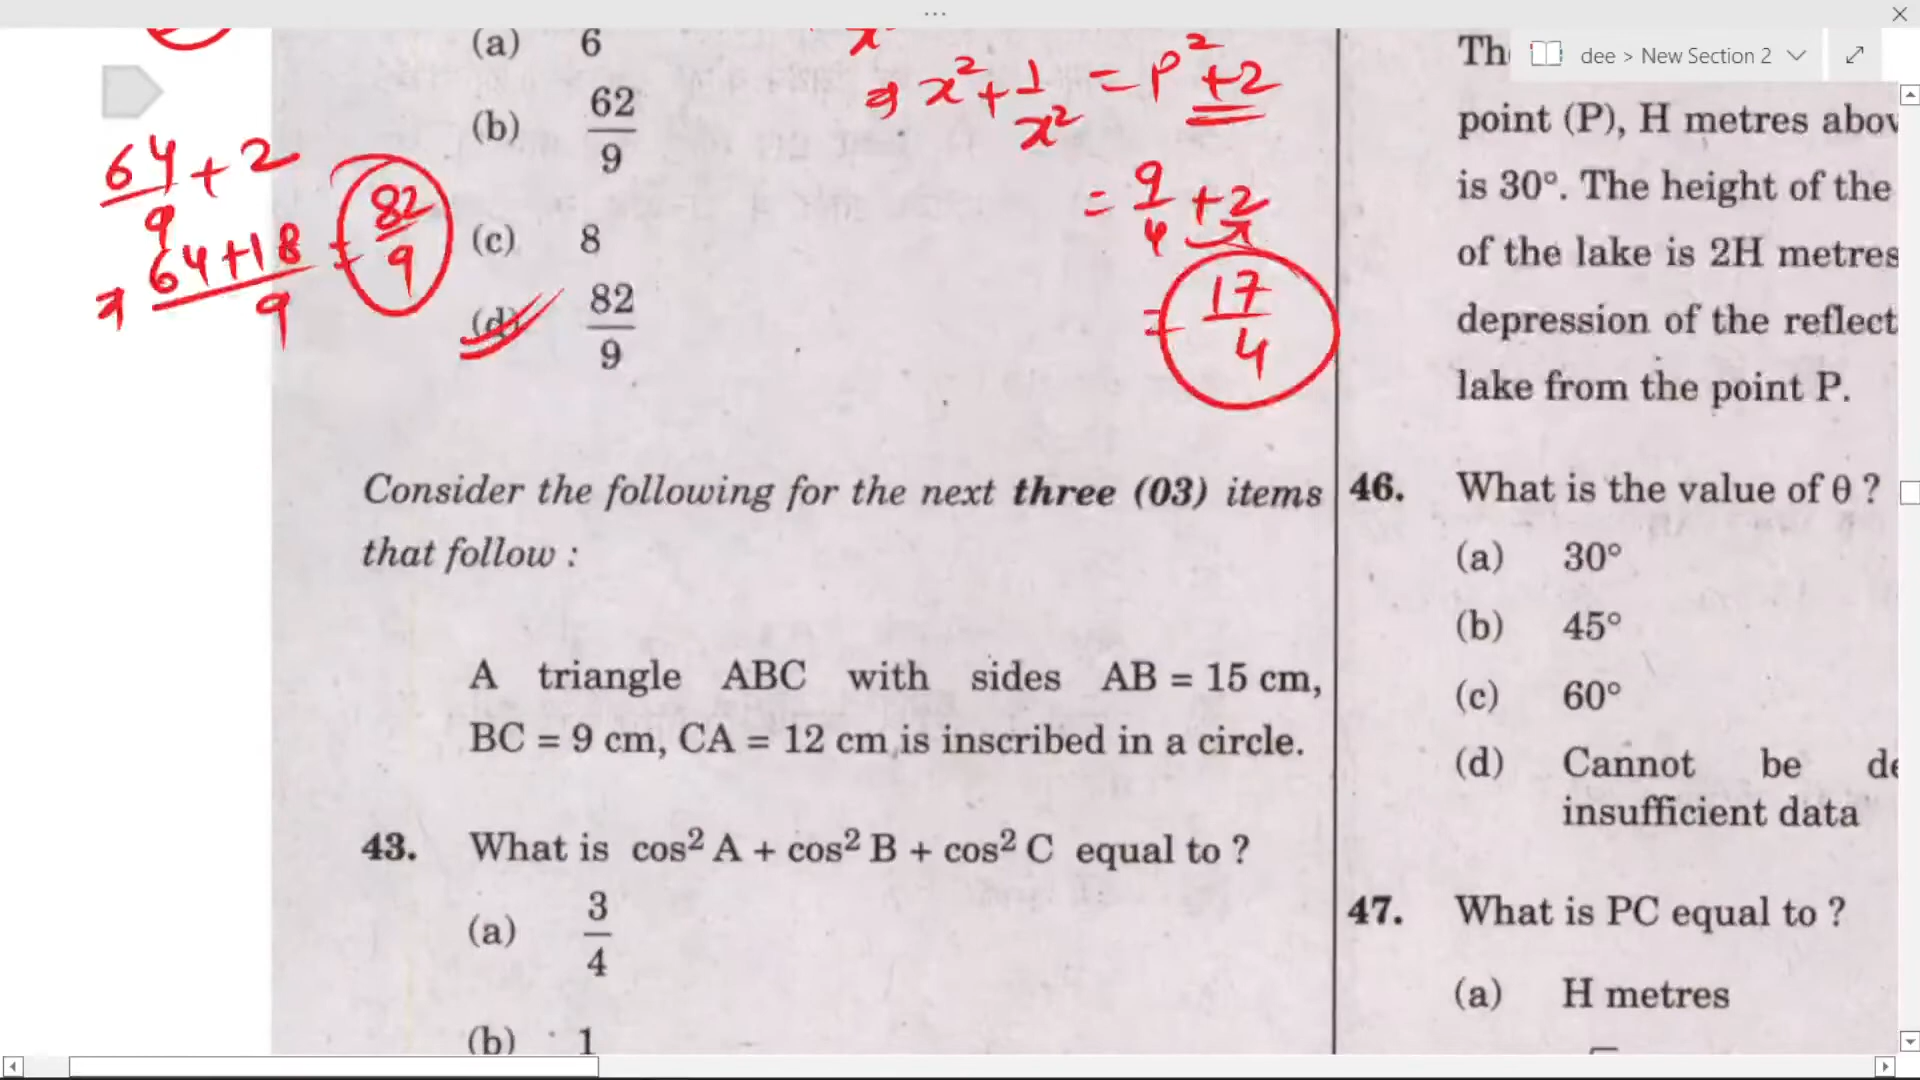 dee > New Section 2
(a) 6
(b) 62/9
(c) 8
(d) 82/9
64/9 + 2
64+18/9 = 82/9
x² + 1/x² = P² + 2
= 9/4 + 2
= 17/4
Consider the following for the next three (03) items
that follow :
A triangle ABC with sides AB = 15 cm,
BC = 9 cm, CA = 12 cm is inscribed in a circle.
43. What is cos² A + cos² B + cos² C equal to ?
(a) 3/4
(b) 1
point (P), H metres
is 30°. The height of the
of the lake is 2H metres
depression of the
lake from the point P.
46. What is the value of θ ?
(a) 30°
(b) 45°
(c) 60°
(d) Cannot be
insufficient data
47. What is PC equal to ?
(a) H metres